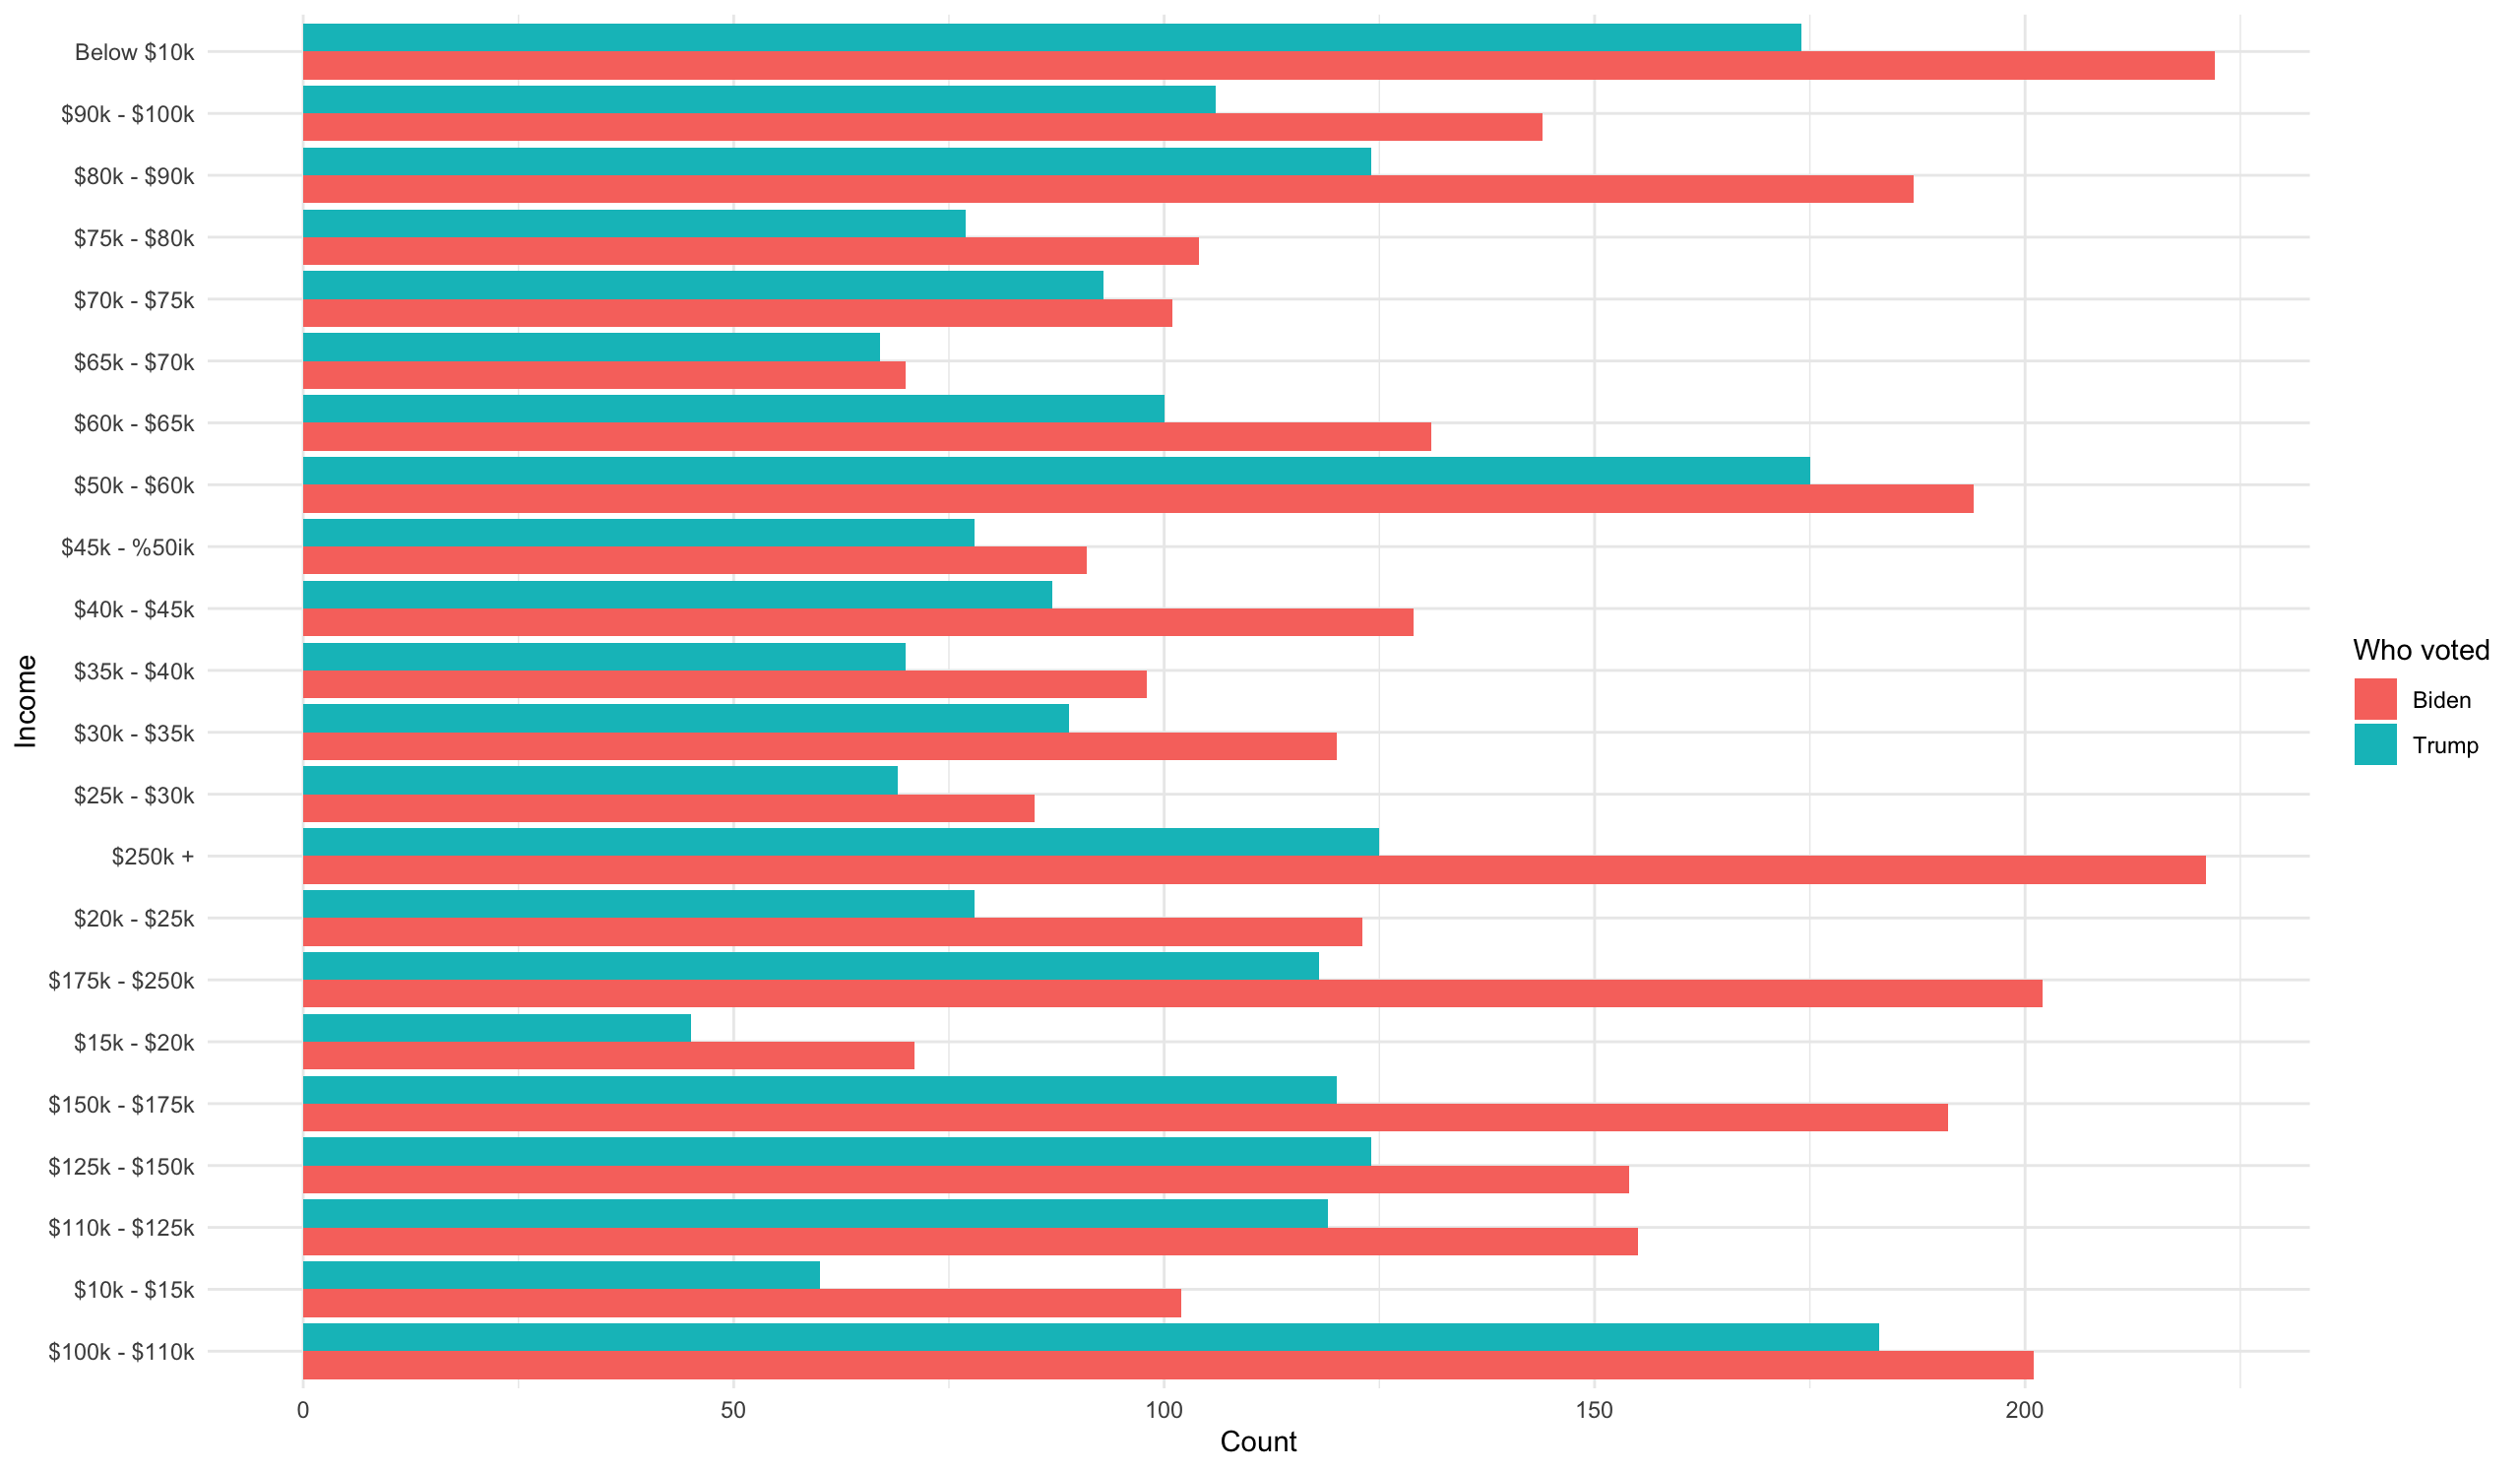 Below $10k
$90k - $100k
$80k - $90k
$75k - $80k
$70k - $75k
$65k - $70k
$60k - $65k
$50k - $60k
$45k - %50ik
$40k - $45k
$35k - $40k
$30k - $35k
$25k - $30k
$250k +
$20k - $25k
$175k - $250k
$15k - $20k
$150k - $175k
$125k - $150k
$110k - $125k
$10k - $15k
$100k - $110k
Income
0 50 100 150 200
Count
Who voted
Biden
Trump